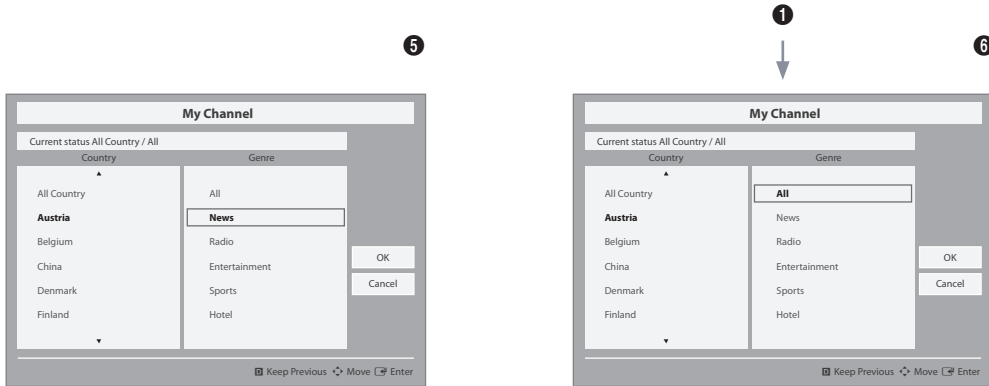 ❶
❺
❻
My Channel
Current status All Country / All
Country Genre
All Country All
Austria News
Belgium Radio
China Entertainment
Denmark Sports
Finland Hotel
OK
Cancel
D Keep Previous Move Enter
My Channel
Current status All Country / All
Country Genre
All Country All
Austria News
Belgium Radio
China Entertainment
Denmark Sports
Finland Hotel
OK
Cancel
D Keep Previous Move Enter